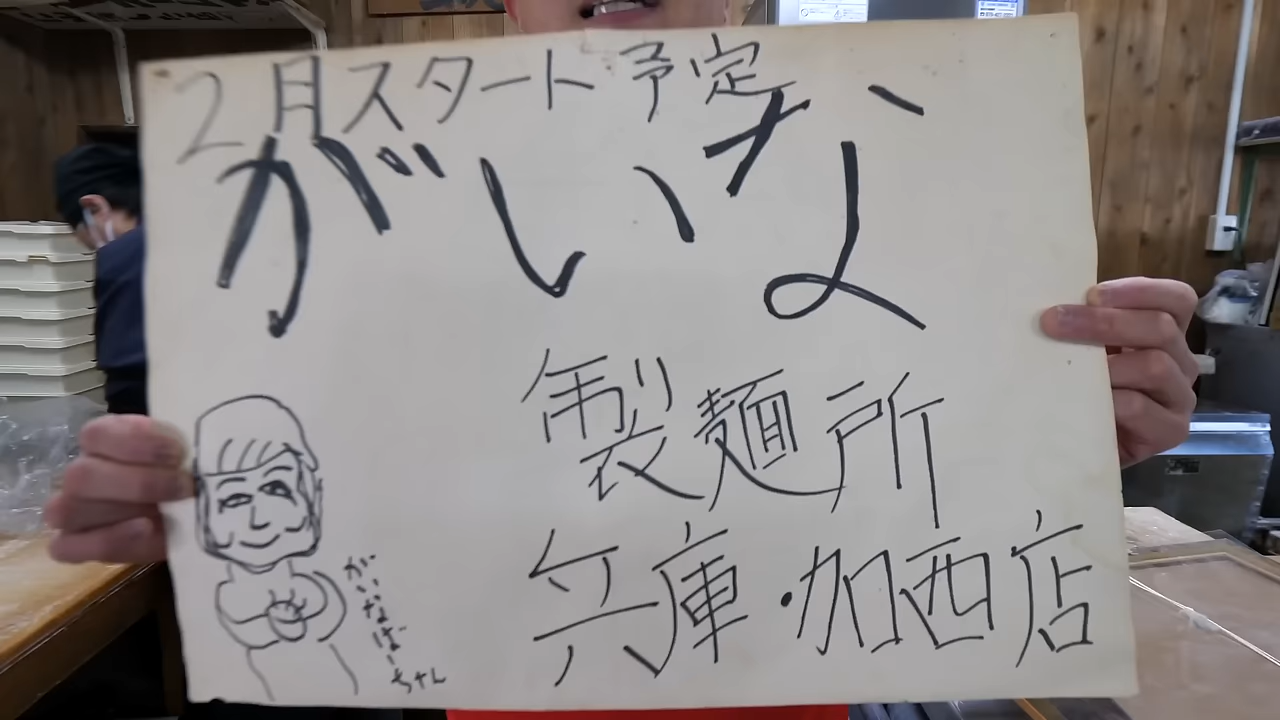 2月スタート予定
がいな
製麺所
兵庫・加西店
がいなばーちゃん